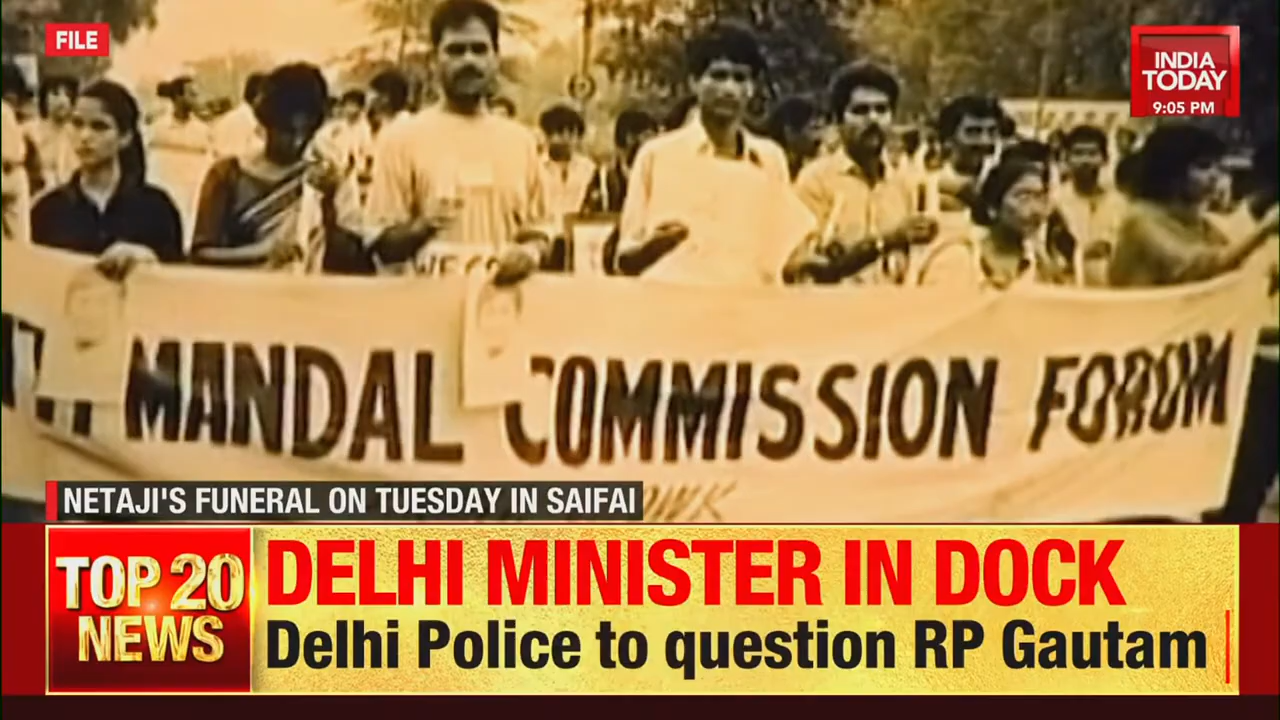 FILE
INDIA
TODAY
9:05 PM
MANDAL COMMISSION FORUM
NETAJI'S FUNERAL ON TUESDAY IN SAIFAI
TOP 20
NEWS
DELHI MINISTER IN DOCK
Delhi Police to question RP Gautam